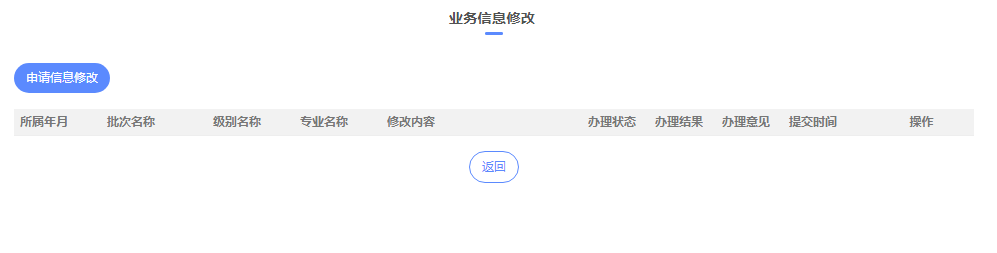 业务信息修改
申请信息修改
所属年月 批次名称 级别名称 专业名称 修改内容 办理状态 办理结果 办理意见 提交时间 操作
返回